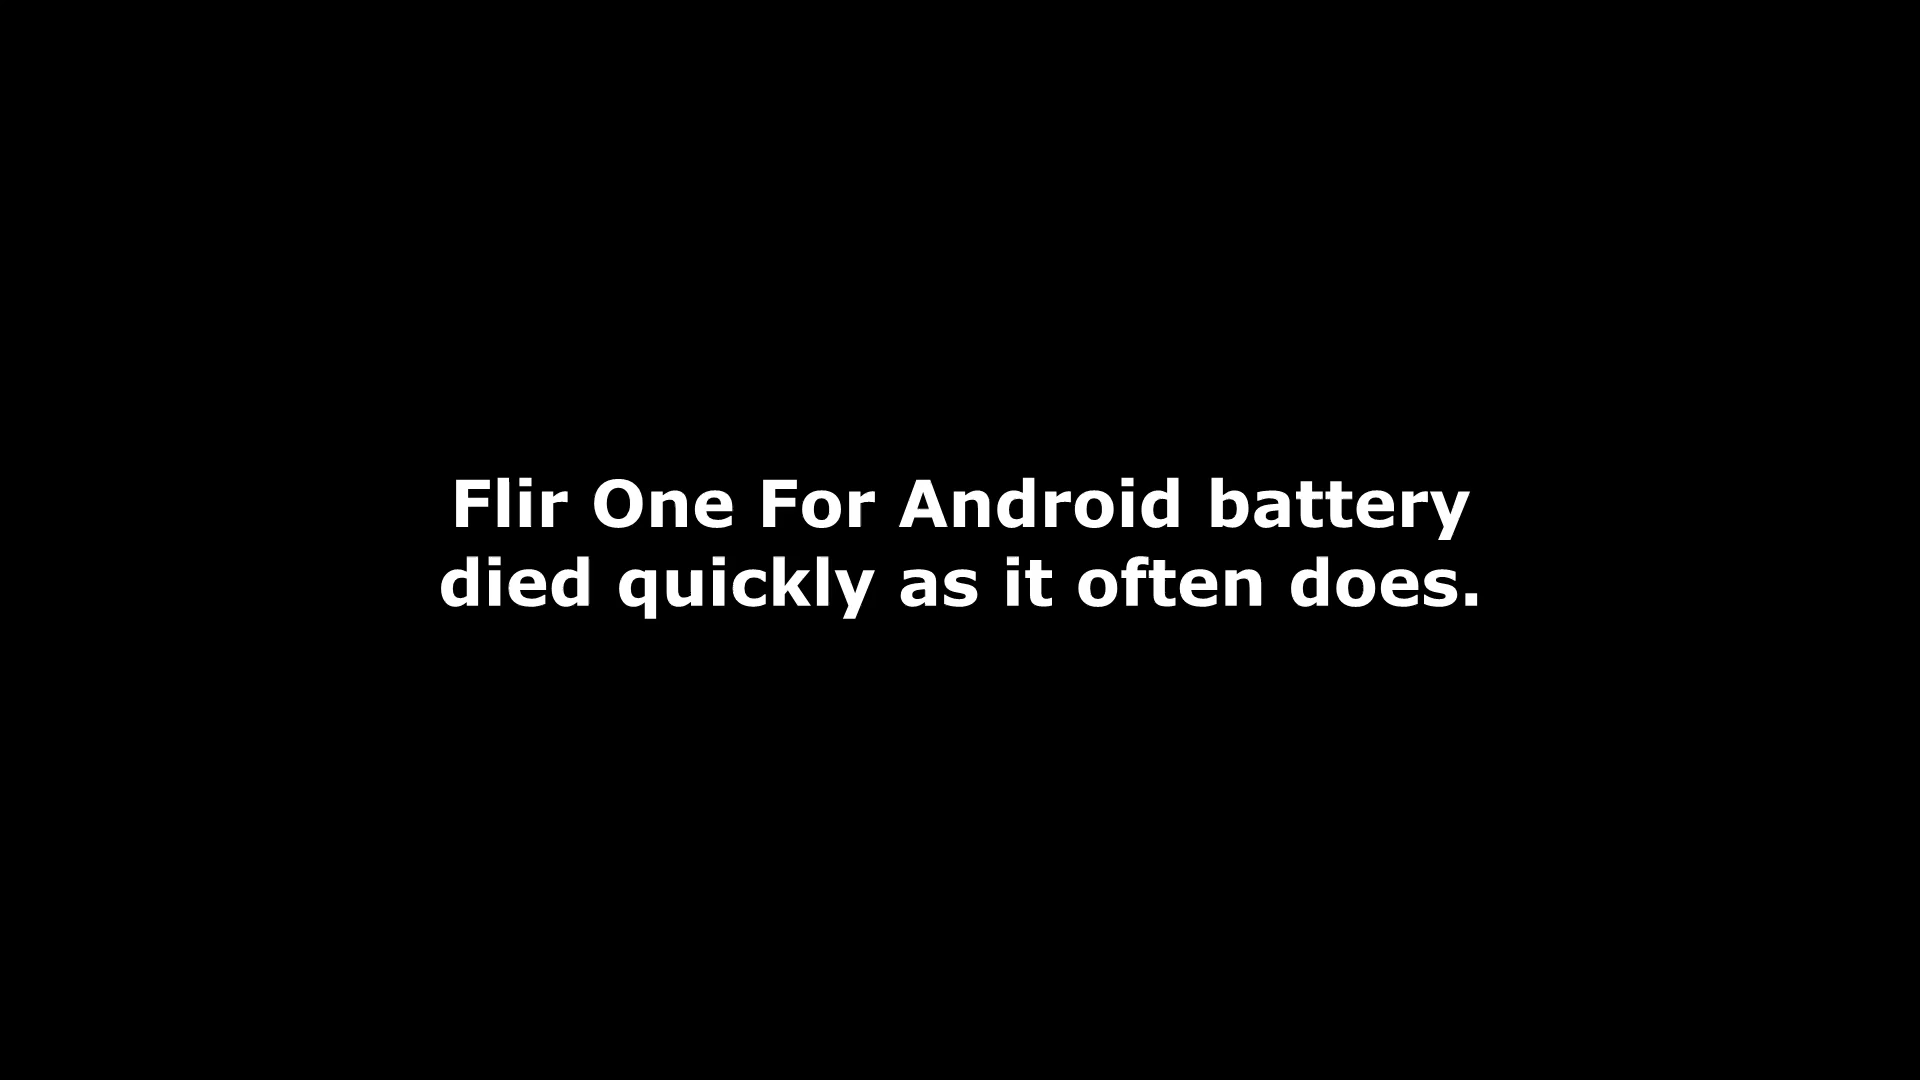 Flir One For Android battery
died quickly as it often does.